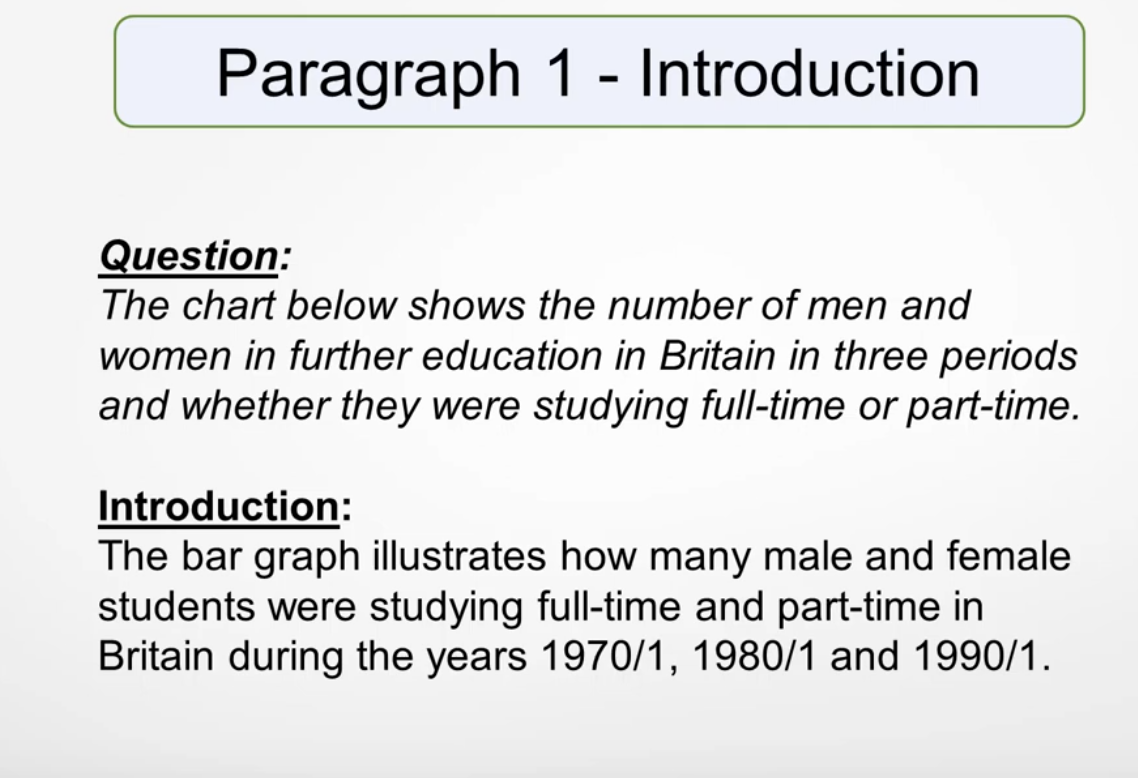 Paragraph 1 - Introduction
Question:
The chart below shows the number of men and
women in further education in Britain in three periods
and whether they were studying full-time or part-time.
Introduction:
The bar graph illustrates how many male and female
students were studying full-time and part-time in
Britain during the years 1970/1, 1980/1 and 1990/1.